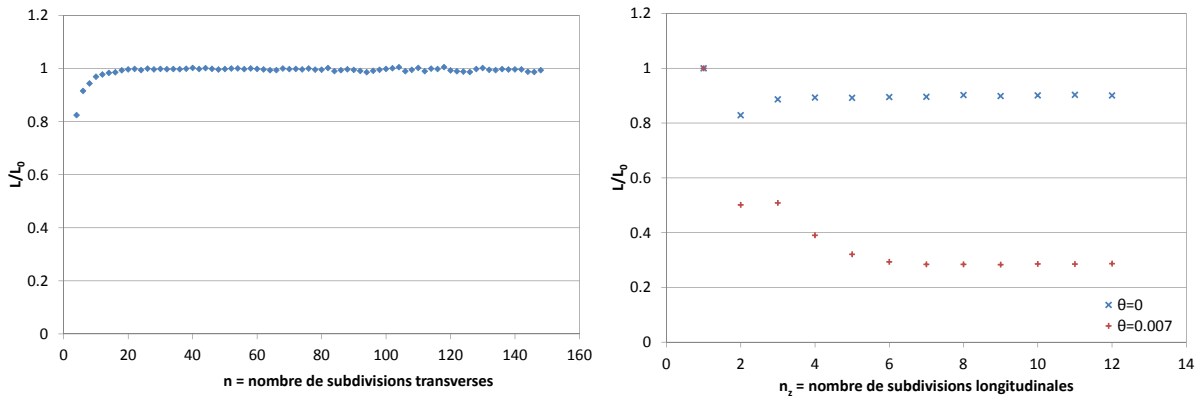 1.2
1
0.8
0.6
0.4
0.2
0
L/L0
0 20 40 60 80 100 120 140 160
n = nombre de subdivisions transverses
1.2
1
0.8
0.6
0.4
0.2
0
L/L0
θ=0
θ=0.007
0 2 4 6 8 10 12 14
nz = nombre de subdivisions longitudinales